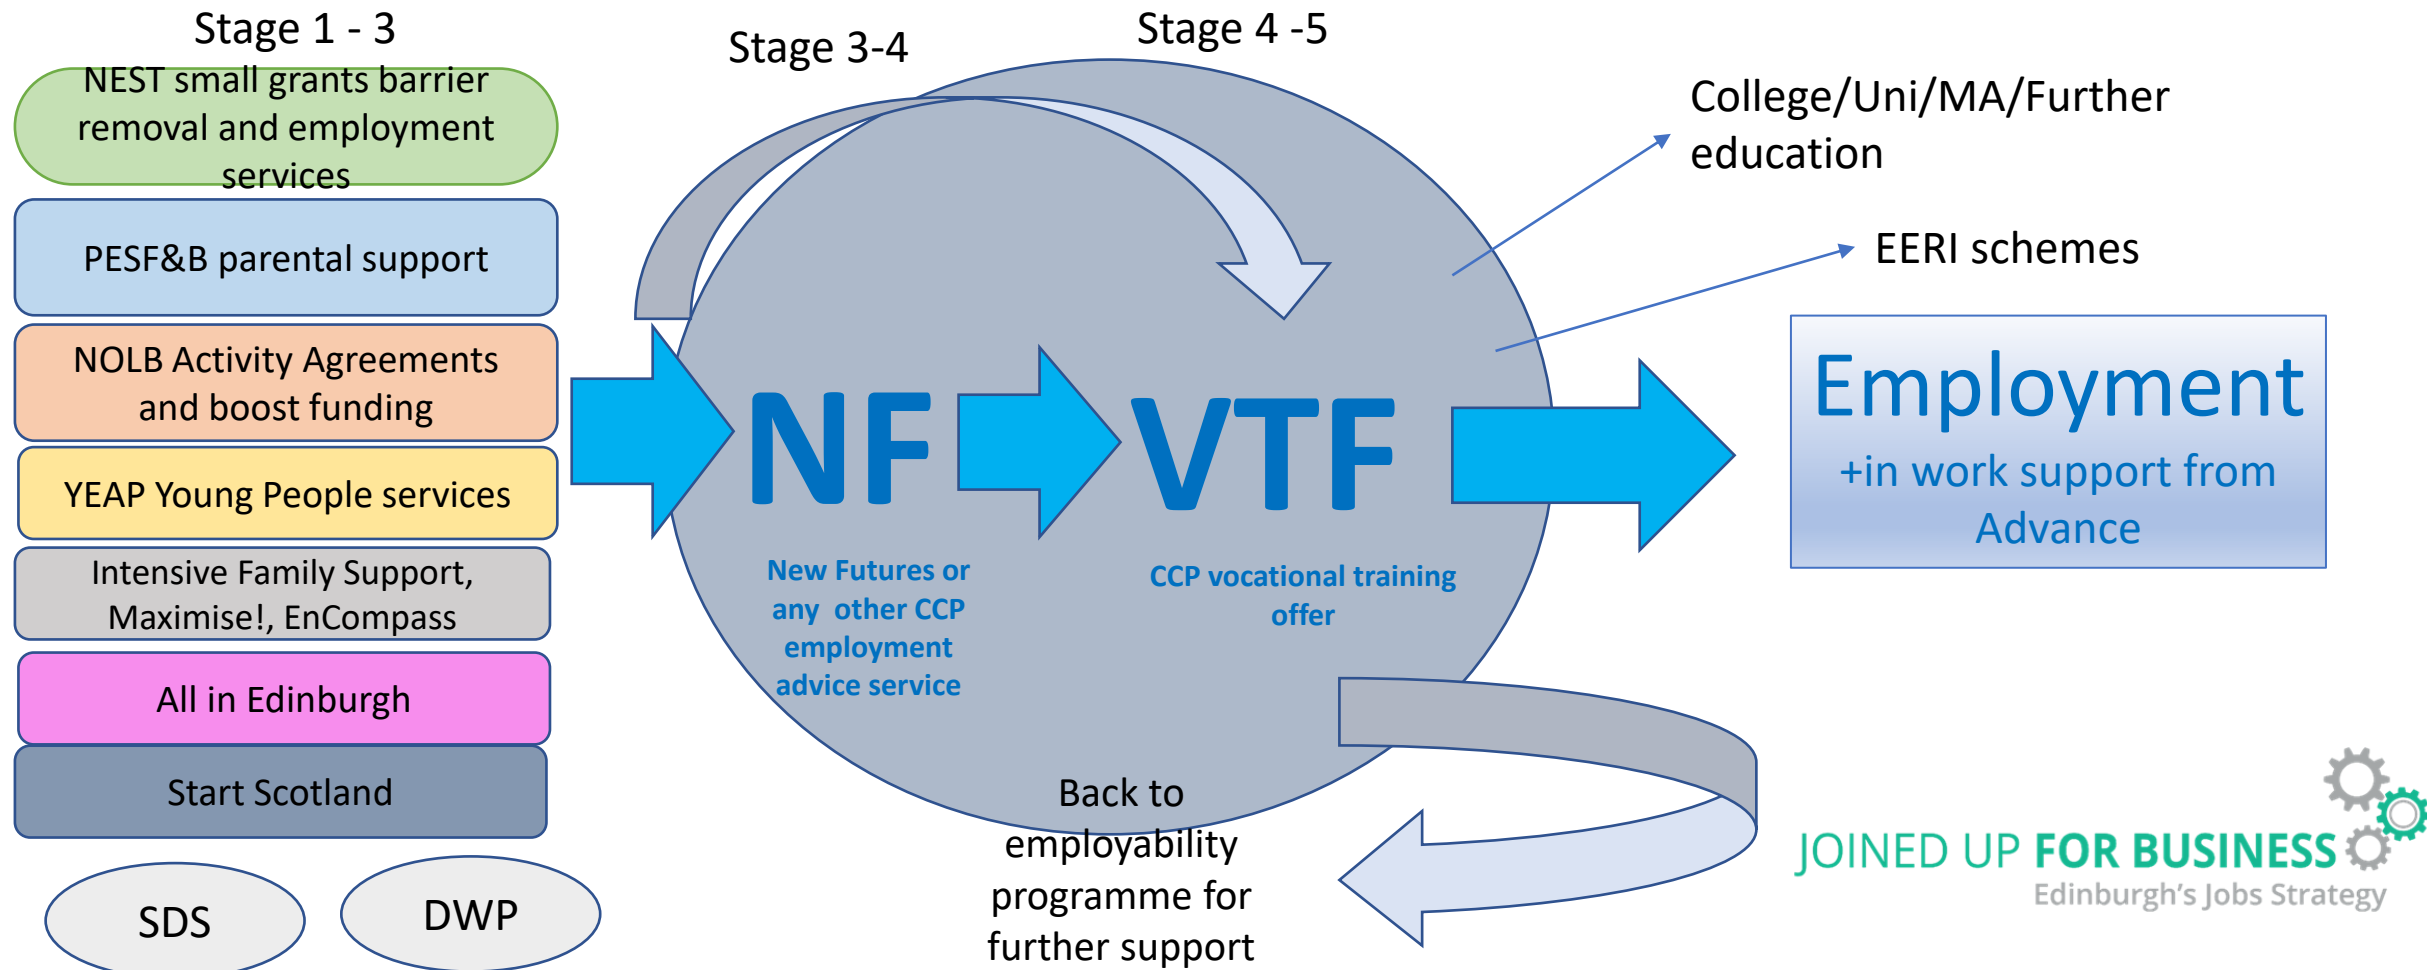 Stage 1 - 3
NEST small grants barrier
removal and employment
services
PESF&B parental support
NOLB Activity Agreements
and boost funding
YEAP Young People services
Intensive Family Support,
Maximise!, EnCompass
All in Edinburgh
Start Scotland
SDS
DWP
Stage 3-4
Stage 4 -5
NF
New Futures or
any  other CCP
employment
advice service
VTF
CCP vocational training
offer
Back to
employability
programme for
further support
College/Uni/MA/Further
education
EERI schemes
Employment
+in work support from
Advance
JOINED UP FOR BUSINESS
Edinburgh's Jobs Strategy